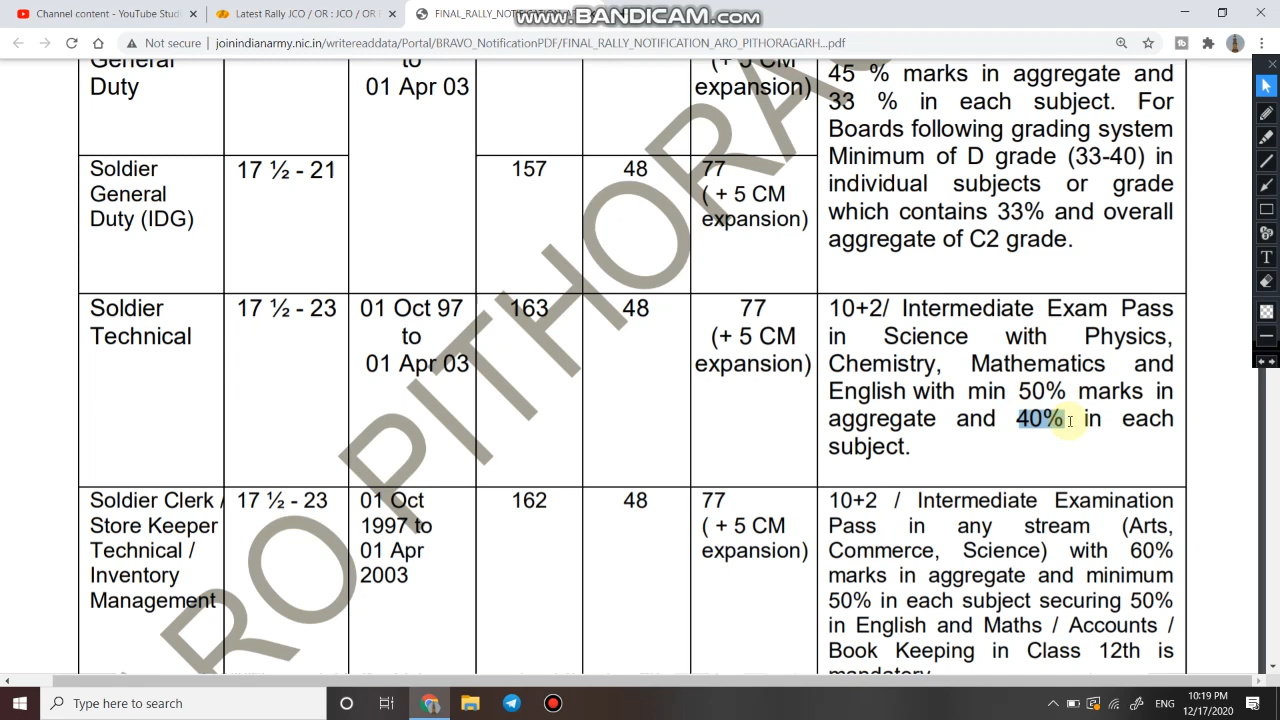 Channel content - YouTube Studi
Latest Rally JCO / OR : JCO / OR
FINAL_RALLY_NOTIFICATION_A
www.BANDICAM.com
Not secure
joinindianarmy.nic.in/writereaddata/Portal/BRAVO_NotificationPDF/FINAL_RALLY_NOTIFICATION_ARO_PITHORAGARH...pdf
General
Duty
to
01 Apr 03
(+ 5 CM
expansion)
45 % marks in aggregate and
33 % in each subject. For
Boards following grading system
Minimum of D grade (33-40) in
individual subjects or grade
which contains 33% and overall
aggregate of C2 grade.
Soldier
General
Duty (IDG)
17 ½ - 21
157
48
77
( + 5 CM
expansion)
Soldier
Technical
17 ½ - 23
01 Oct 97
to
01 Apr 03
163
48
77
(+ 5 CM
expansion)
10+2/ Intermediate Exam Pass
in Science with Physics,
Chemistry, Mathematics and
English with min 50% marks in
aggregate and 40% in each
subject.
Soldier Clerk /
Store Keeper
Technical /
Inventory
Management
17 ½ - 23
01 Oct
1997 to
01 Apr
2003
162
48
77
( + 5 CM
expansion)
10+2 / Intermediate Examination
Pass in any stream (Arts,
Commerce, Science) with 60%
marks in aggregate and minimum
50% in each subject securing 50%
in English and Maths / Accounts /
Book Keeping in Class 12th is
mandatory
RO PITHORAG
Type here to search
ENG
10:19 PM
12/17/2020